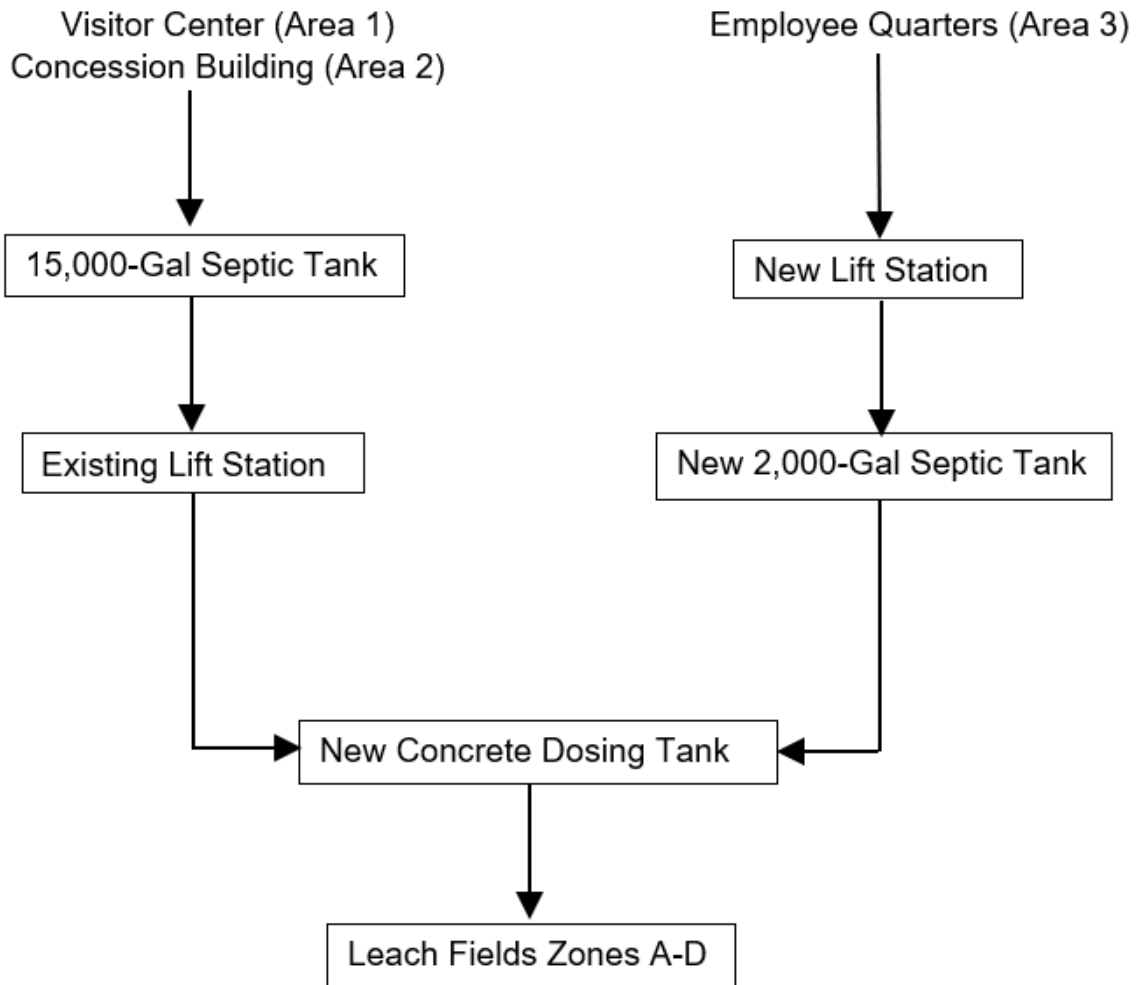 Visitor Center (Area 1)
Concession Building (Area 2)
Employee Quarters (Area 3)
15,000-Gal Septic Tank
New Lift Station
Existing Lift Station
New 2,000-Gal Septic Tank
New Concrete Dosing Tank
Leach Fields Zones A-D